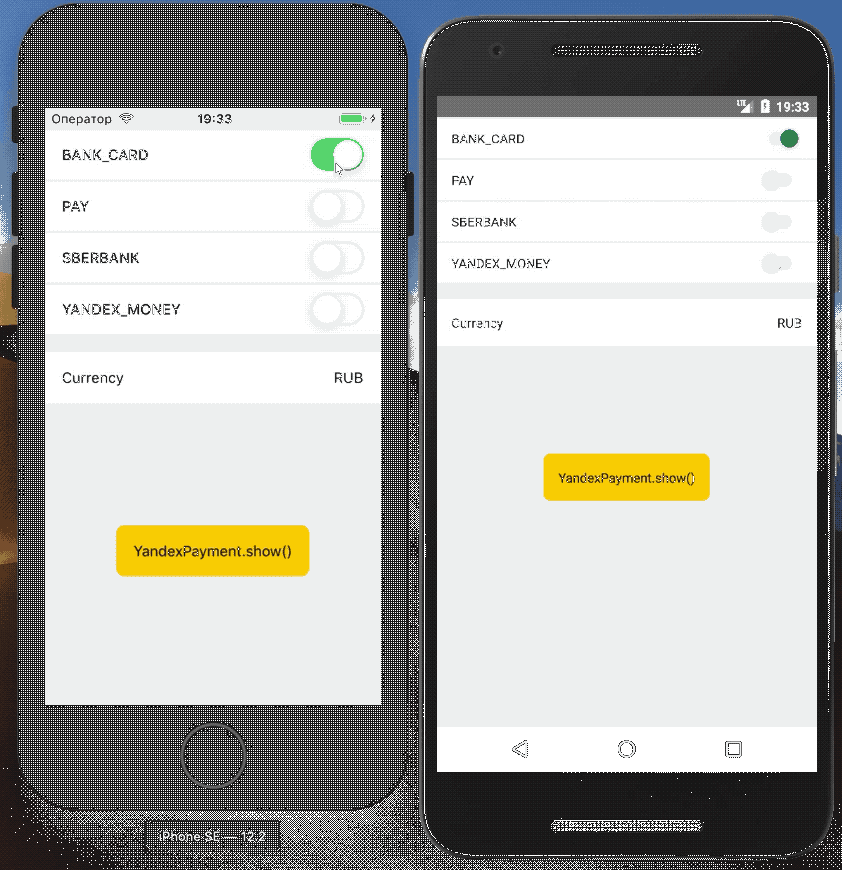 Оператор 19:33
BANK_CARD
PAY
SBERBANK
YANDEX_MONEY
Currency RUB
YandexPayment.show()
iPhone SE — 12.2
LTE 19:33
BANK_CARD
PAY
SBERBANK
YANDEX_MONEY
Currency RUB
YandexPayment.show()